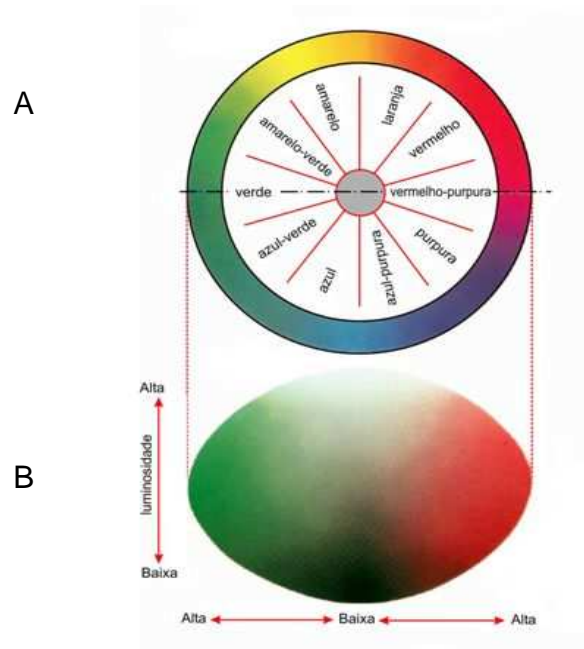 A
amarelo
laranja
amarelo-verde
vermelho
verde
vermelho-purpura
azul-verde
purpura
azul
azul-purpura
Alta
luminosidade
B
Baixa
Alta
Baixa
Alta